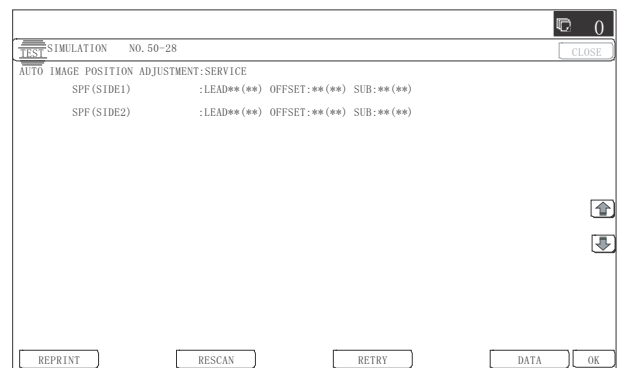 0
TEST SIMULATION NO.50-28 CLOSE
AUTO IMAGE POSITION ADJUSTMENT:SERVICE
SPF(SIDE1) :LEAD**(**) OFFSET:**(**) SUB:**(**)
SPF(SIDE2) :LEAD**(**) OFFSET:**(**) SUB:**(**)
REPRINT RESCAN RETRY DATA OK